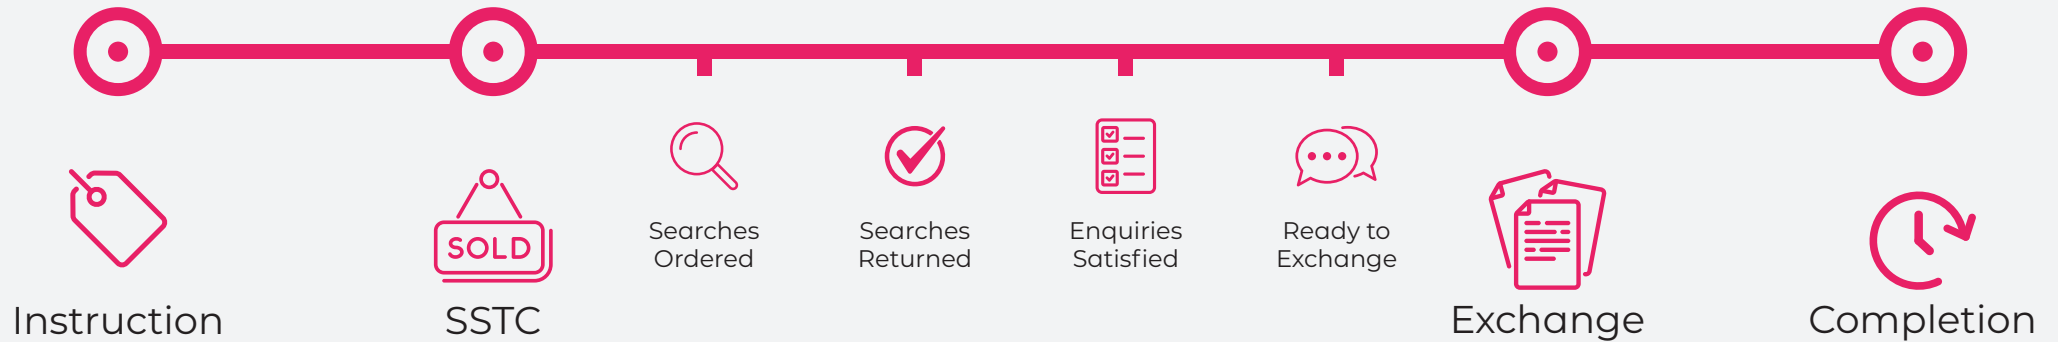 SOLD
Searches
Ordered
Searches
Returned
Enquiries
Satisfied
Ready to
Exchange
Instruction
SSTC
Exchange
Completion